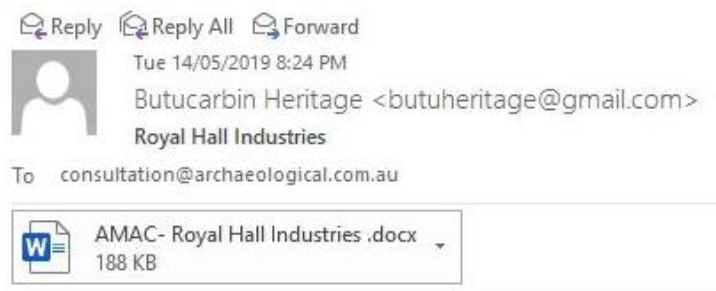 Reply Reply All Forward
Tue 14/05/2019 8:24 PM
Butucarbin Heritage <butuheritage@gmail.com>
Royal Hall Industries
To consultation@archaeological.com.au
W
AMAC- Royal Hall Industries .docx
188 KB